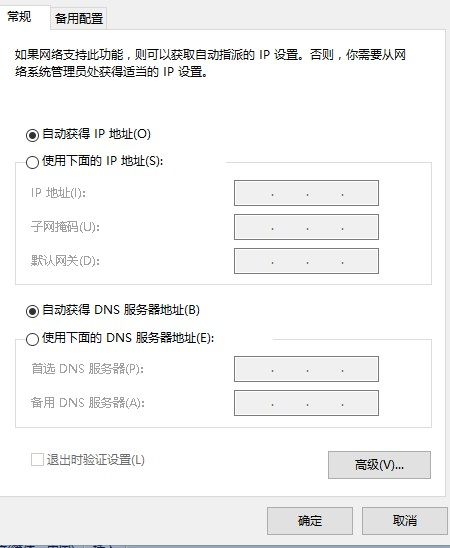 常规
备用配置
如果网络支持此功能，则可以获取自动指派的 IP 设置。否则，你需要从网
络系统管理员处获得适当的 IP 设置。
自动获得 IP 地址(O)
使用下面的 IP 地址(S):
IP 地址(I):
子网掩码(U):
默认网关(D):
自动获得 DNS 服务器地址(B)
使用下面的 DNS 服务器地址(E):
首选 DNS 服务器(P):
备用 DNS 服务器(A):
退出时验证设置(L)
高级(V)...
确定
取消